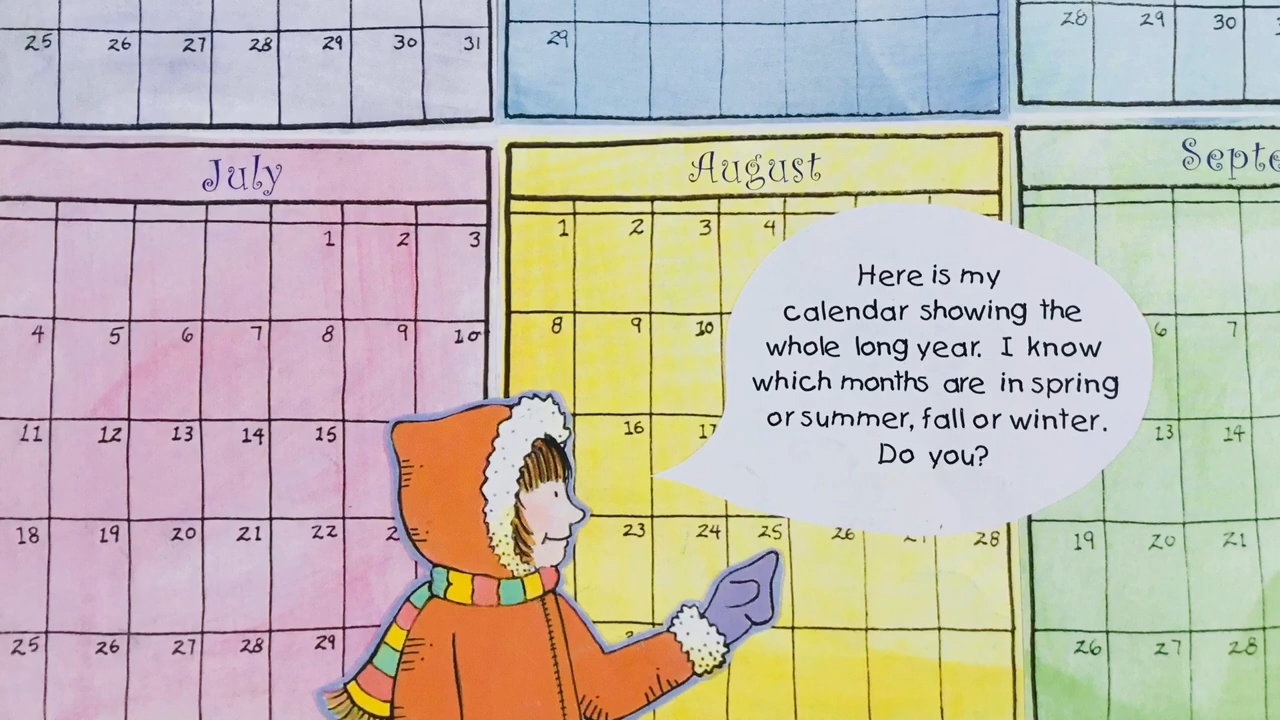 25 26 27 28 29 30 31
29
28 29 30
July
1 2 3
4 5 6 7 8 9 10
11 12 13 14 15
18 19 20 21 22
25 26 27 28 29
August
1 2 3 4
8 9 10
16 17
23 24 25 26 28
6 7
13 14
19 20 21
26 27 28
Here is my
calendar showing the
whole long year. I know
which months are in spring
or summer, fall or winter.
Do you?